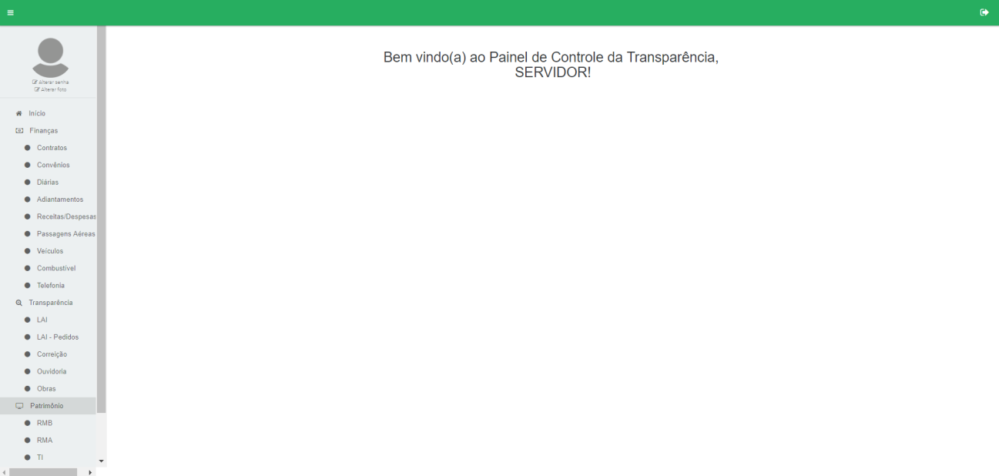 Alterar senha
Alterar foto
Início
Finanças
Contratos
Convênios
Diárias
Adiantamentos
Receitas/Despesas
Passagens Aéreas
Veículos
Combustível
Telefonia
Transparência
LAI
LAI - Pedidos
Correição
Ouvidoria
Obras
Patrimônio
RMB
RMA
TI
Bem vindo(a) ao Painel de Controle da Transparência,
SERVIDOR!